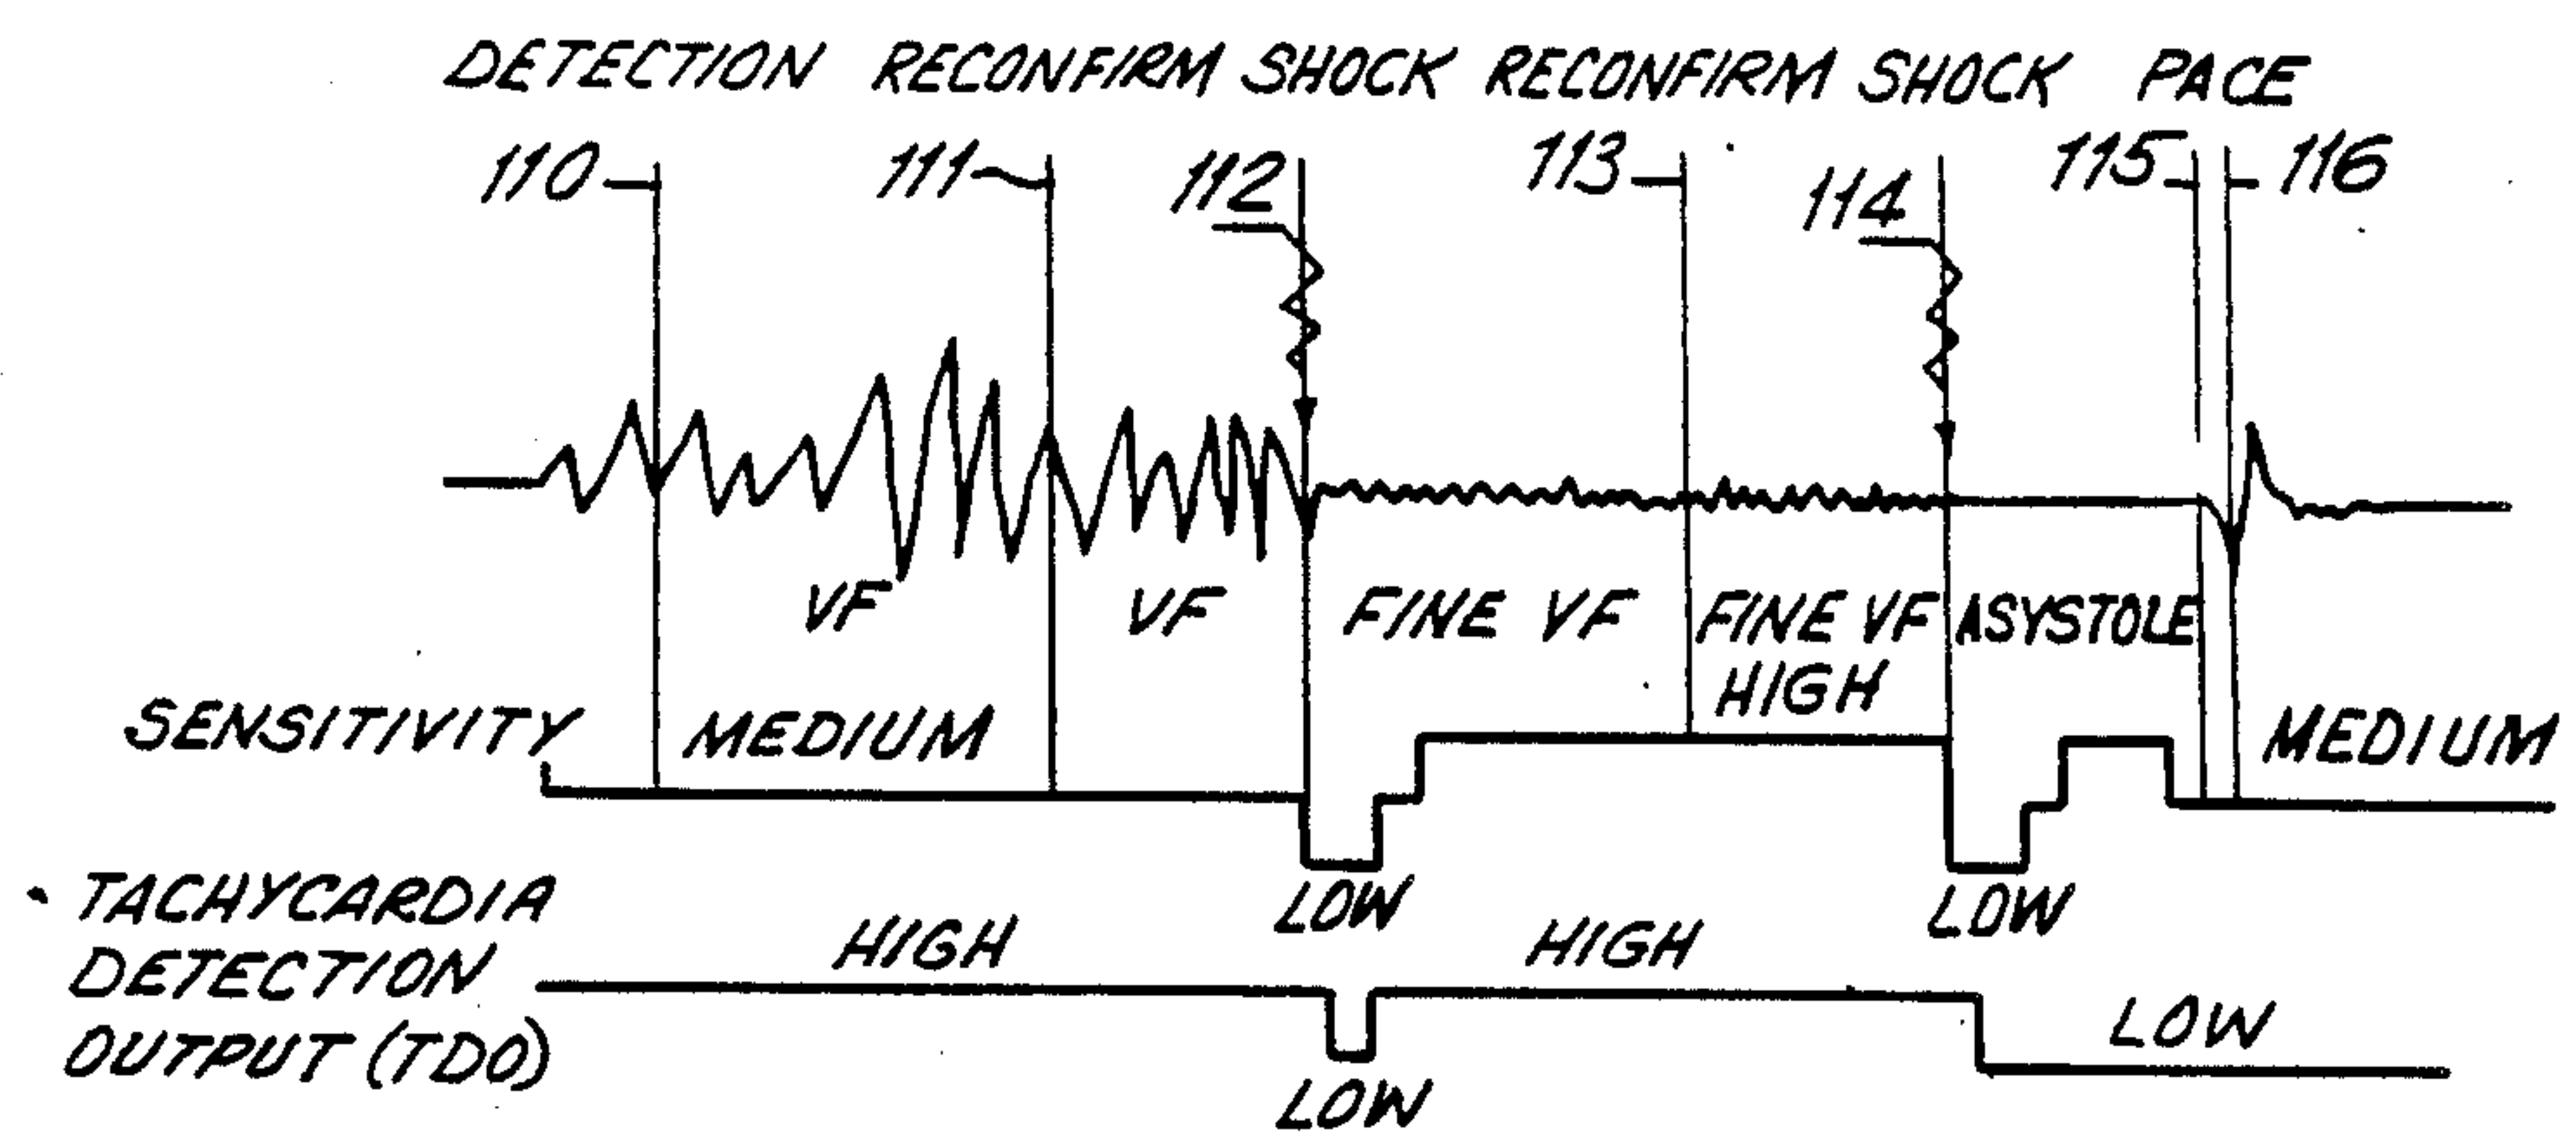 DETECTION RECONFIRM SHOCK RECONFIRM SHOCK PACE
110 111 112 113 114 115 116
VF VF FINE VF FINE VF ASYSTOLE
HIGH
SENSITIVITY MEDIUM MEDIUM
LOW LOW
TACHYCARDIA
HIGH HIGH
DETECTION
LOW
OUTPUT (TDO)
LOW